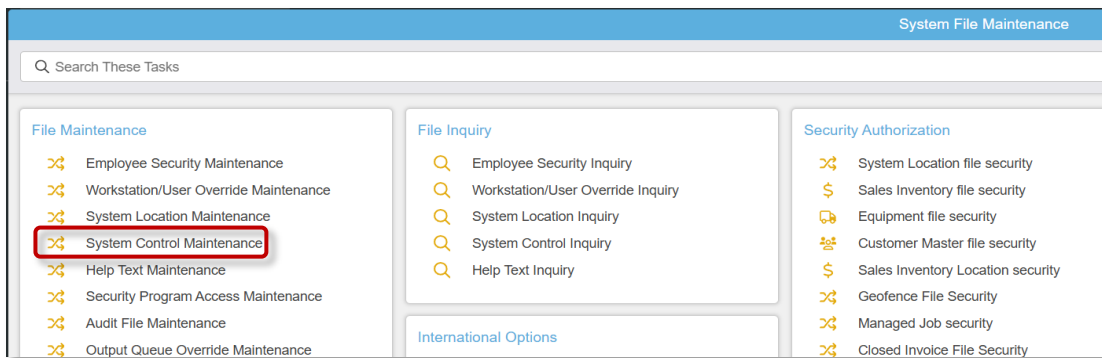 System File Maintenance
Search These Tasks
File Maintenance
Employee Security Maintenance
Workstation/User Override Maintenance
System Location Maintenance
System Control Maintenance
Help Text Maintenance
Security Program Access Maintenance
Audit File Maintenance
Output Queue Override Maintenance
File Inquiry
Employee Security Inquiry
Workstation/User Override Inquiry
System Location Inquiry
System Control Inquiry
Help Text Inquiry
International Options
Security Authorization
System Location file security
Sales Inventory file security
Equipment file security
Customer Master file security
Sales Inventory Location security
Geofence File Security
Managed Job security
Closed Invoice File Security